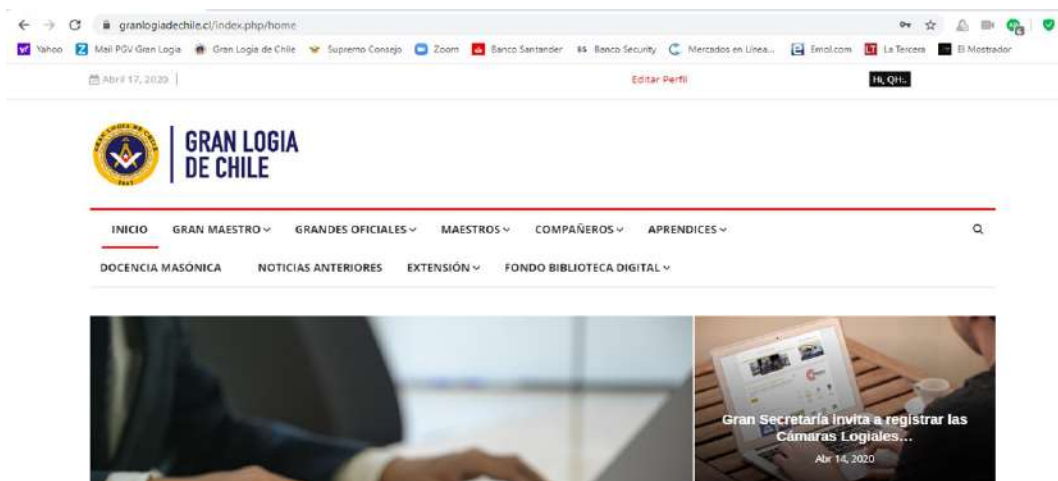 granlogiadechile.cl/index.php/home
Yahoo Mail PGV Gran Logia Gran Logia de Chile Supremo Consejo Zoom Banco Santander Banco Security Mercados en Línea... Emol.com La Tercera El Mostrador
Abril 17, 2020 Editar Perfil Hi, QH:.
GRAN LOGIA
DE CHILE
INICIO GRAN MAESTRO GRANDES OFICIALES MAESTROS COMPAÑEROS APRENDICES
DOCENCIA MASÓNICA NOTICIAS ANTERIORES EXTENSIÓN FONDO BIBLIOTECA DIGITAL
Gran Secretaría invita a registrar las
Cámaras Logiales...
Abr 14, 2020